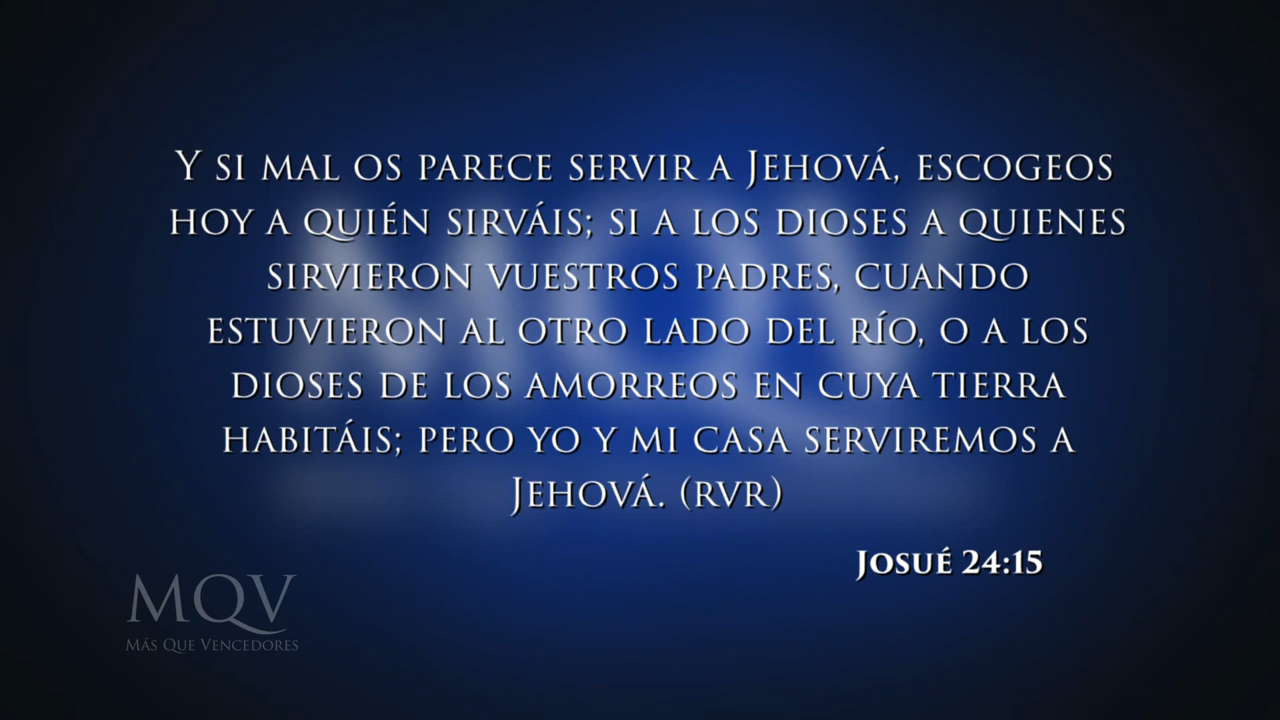 Y si mal os parece servir a Jehová, escogeos
hoy a quién sirváis; si a los dioses a quienes
sirvieron vuestros padres, cuando
estuvieron al otro lado del río, o a los
dioses de los amorreos en cuya tierra
habitáis; pero yo y mi casa serviremos a
Jehová. (rvr)
Josué 24:15
MQV
Más Que Vencedores